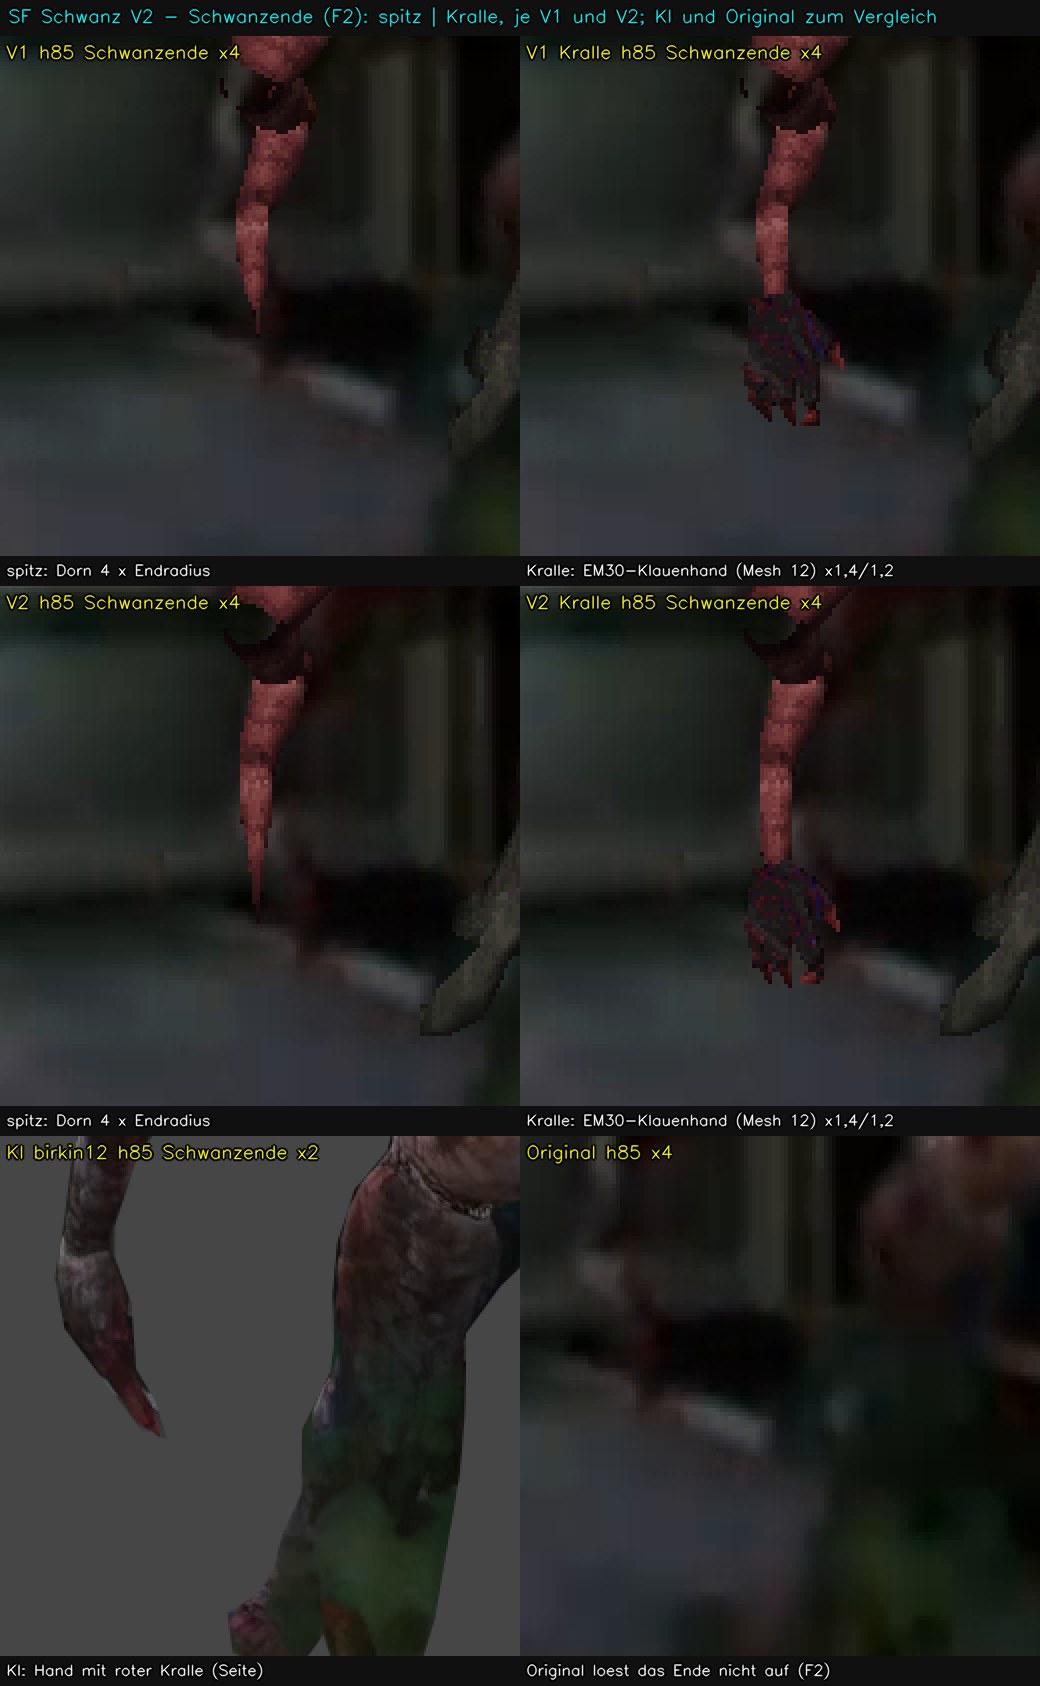 SF Schwanz V2 - Schwanzende (F2): spitz | Kralle, je V1 und V2; KI und Original zum Vergleich
V1 h85 Schwanzende x4
V1 Kralle h85 Schwanzende x4
spitz: Dorn 4 x Endradius
Kralle: EM30-Klauenhand (Mesh 12) x1,4/1,2
V2 h85 Schwanzende x4
V2 Kralle h85 Schwanzende x4
spitz: Dorn 4 x Endradius
Kralle: EM30-Klauenhand (Mesh 12) x1,4/1,2
KI birkin12 h85 Schwanzende x2
Original h85 x4
KI: Hand mit roter Kralle (Seite)
Original loest das Ende nicht auf (F2)